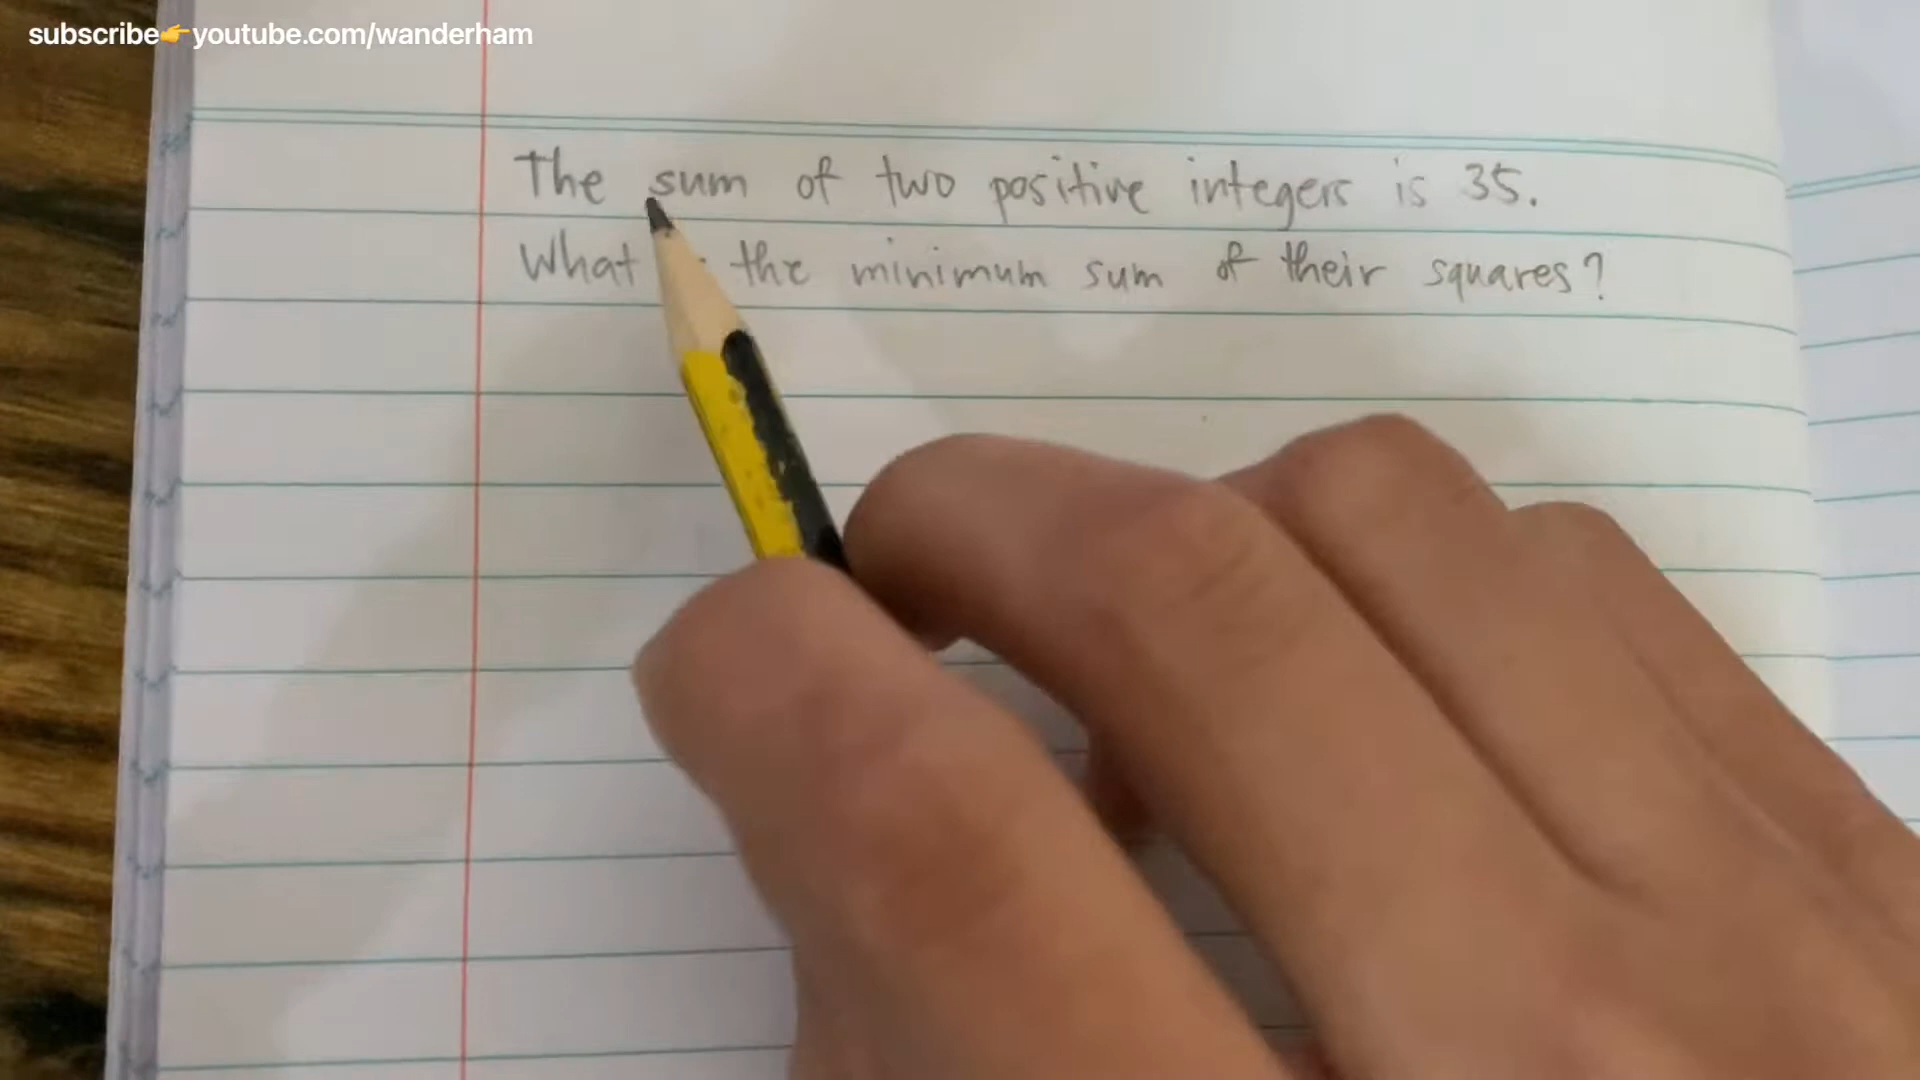 subscribe👉youtube.com/wanderham
The sum of two positive integers is 35.
What the minimum sum of their squares?